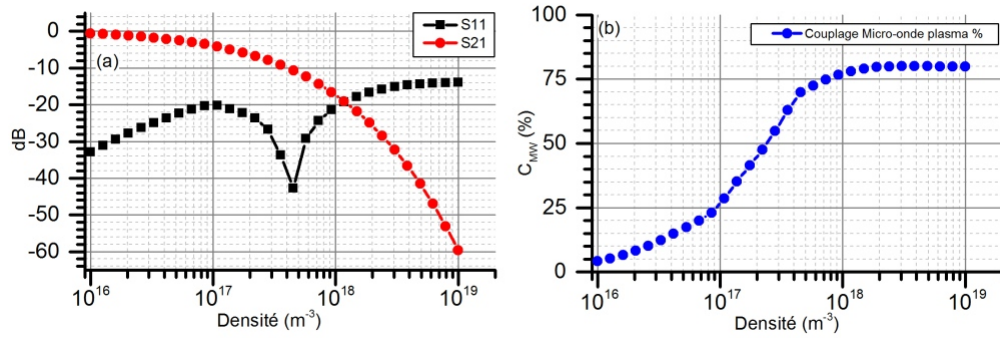 0
-10
-20
-30
-40
-50
-60
dB
(a)
S11
S21
10^16
10^17
10^18
10^19
Densité (m^-3)
100
75
50
25
0
C_MW (%)
(b)
Couplage Micro-onde plasma %
10^16
10^17
10^18
10^19
Densité (m^-3)